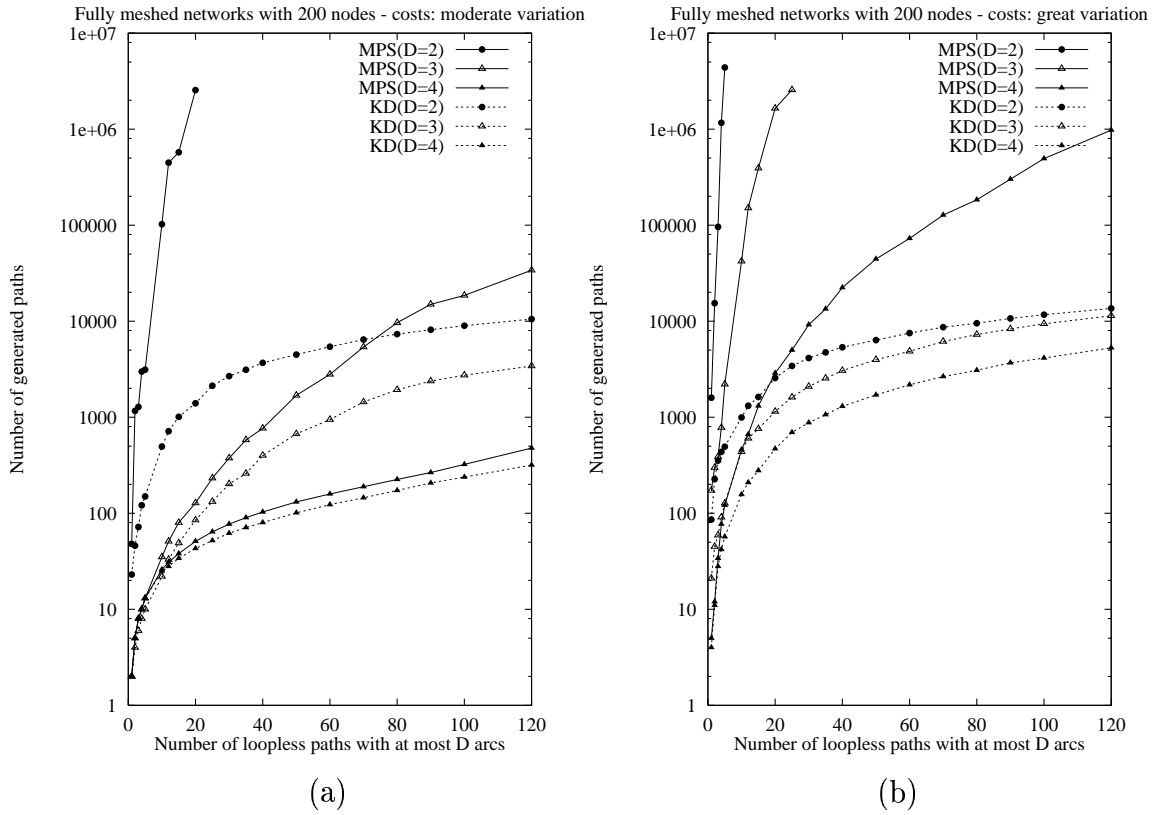 Fully meshed networks with 200 nodes - costs: moderate variation
1e+07
1e+06
100000
10000
1000
100
10
1
Number of generated paths
MPS(D=2)
MPS(D=3)
MPS(D=4)
KD(D=2)
KD(D=3)
KD(D=4)
0 20 40 60 80 100 120
Number of loopless paths with at most D arcs
(a)
Fully meshed networks with 200 nodes - costs: great variation
1e+07
1e+06
100000
10000
1000
100
10
1
Number of generated paths
MPS(D=2)
MPS(D=3)
MPS(D=4)
KD(D=2)
KD(D=3)
KD(D=4)
0 20 40 60 80 100 120
Number of loopless paths with at most D arcs
(b)